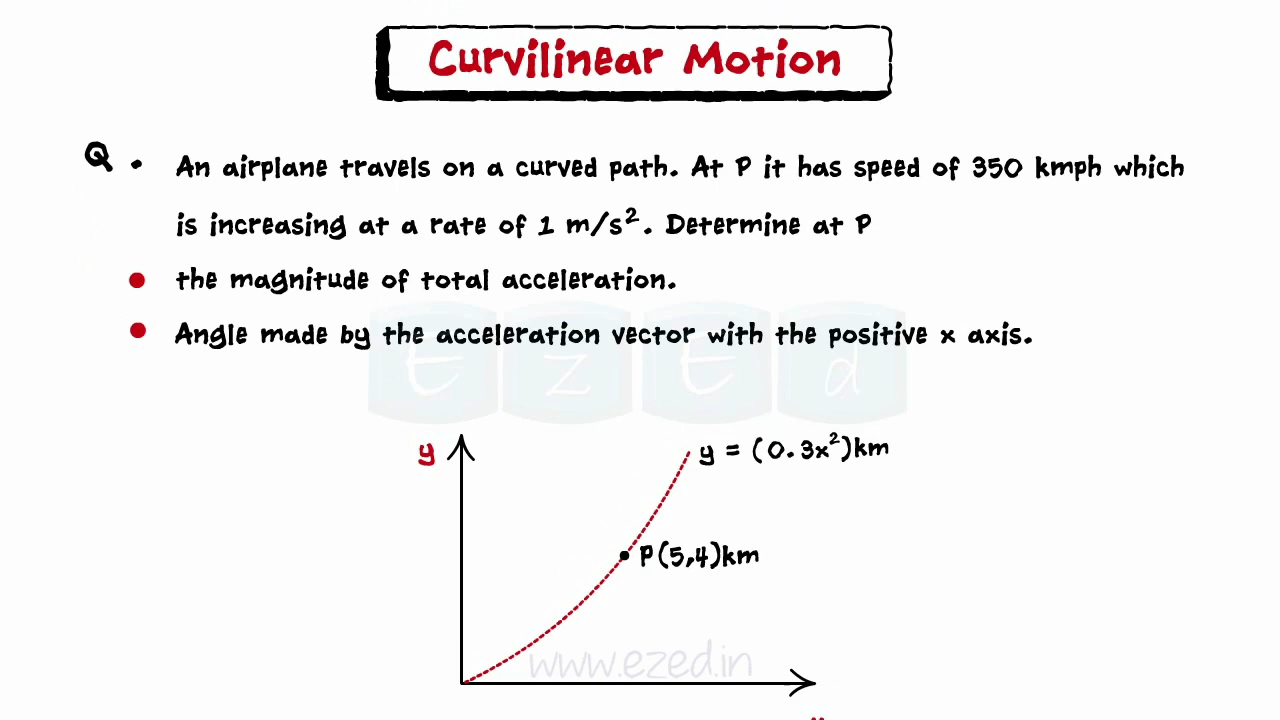 Curvilinear Motion
Q. An airplane travels on a curved path. At P it has speed of 350 kmph which
is increasing at a rate of 1 m/s². Determine at P
the magnitude of total acceleration.
Angle made by the acceleration vector with the positive x axis.
EZEd
y
y = (0.3x²)km
P(5,4)km
www.ezed.in